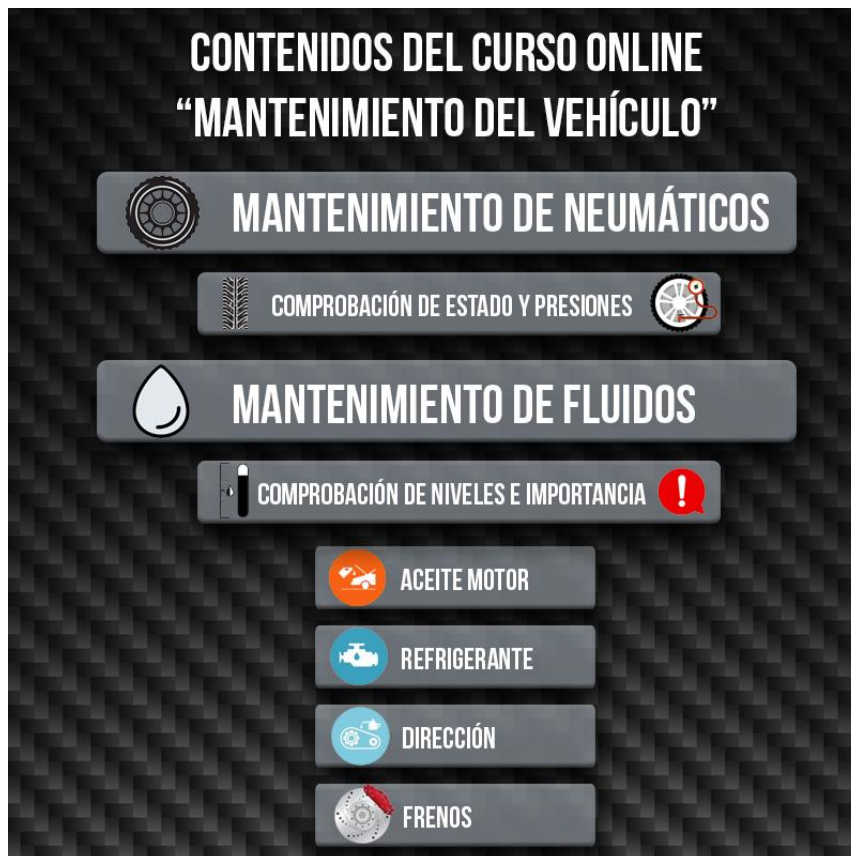 CONTENIDOS DEL CURSO ONLINE
“MANTENIMIENTO DEL VEHÍCULO”
MANTENIMIENTO DE NEUMÁTICOS
COMPROBACIÓN DE ESTADO Y PRESIONES
MANTENIMIENTO DE FLUIDOS
COMPROBACIÓN DE NIVELES E IMPORTANCIA
ACEITE MOTOR
REFRIGERANTE
DIRECCIÓN
FRENOS